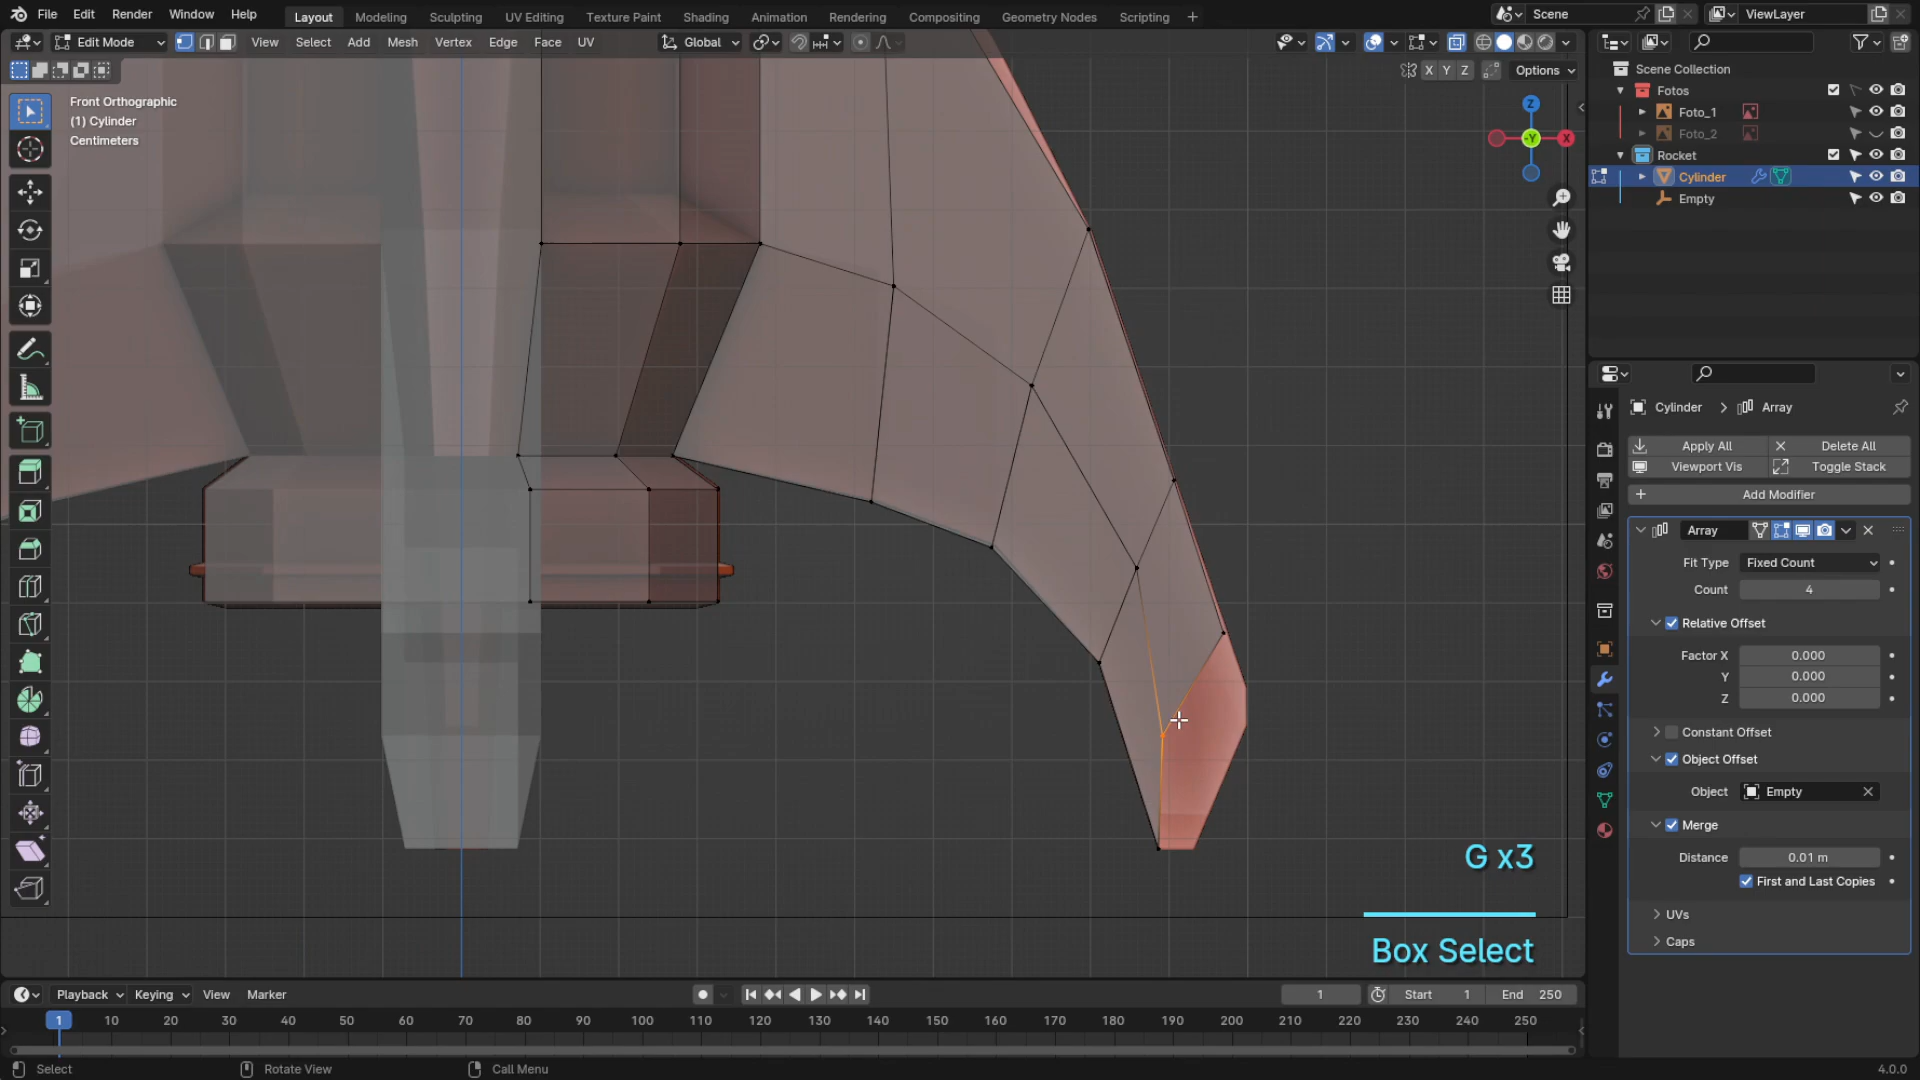 File Edit Render Window Help Layout Modeling Sculpting UV Editing Texture Paint Shading Animation Rendering Compositing Geometry Nodes Scripting + Scene ViewLayer
Edit Mode View Select Add Mesh Vertex Edge Face UV Global
X Y Z Options
Front Orthographic
(1) Cylinder
Centimeters
Z
-Y X
G x3
Box Select
Scene Collection
Fotos
Foto_1
Foto_2
Rocket
Cylinder
Empty
Cylinder > Array
Apply All Delete All
Viewport Vis Toggle Stack
Add Modifier
Array
Fit Type Fixed Count
Count 4
Relative Offset
Factor X 0.000
Y 0.000
Z 0.000
Constant Offset
Object Offset
Object Empty
Merge
Distance 0.01 m
First and Last Copies
UVs
Caps
Playback Keying View Marker 1 Start 1 End 250
1 10 20 30 40 50 60 70 80 90 100 110 120 130 140 150 160 170 180 190 200 210 220 230 240 250
Select Rotate View Call Menu 4.0.0